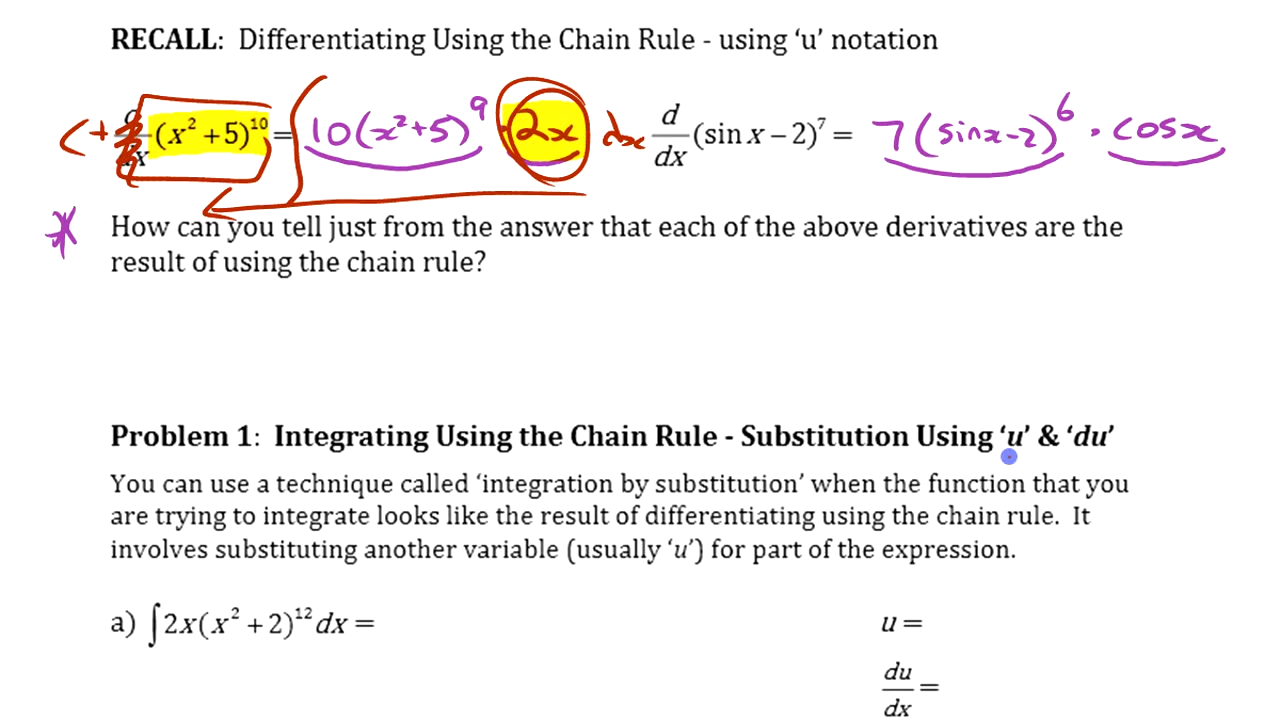 RECALL: Differentiating Using the Chain Rule - using ‘u’ notation
C + (x² + 5)¹⁰ = ∫ 10(x²+5)⁹ · 2x dx d/dx (sin x − 2)⁷ = 7(sinx−2)⁶ · cosx
* How can you tell just from the answer that each of the above derivatives are the
result of using the chain rule?
Problem 1: Integrating Using the Chain Rule - Substitution Using ‘u’ & ‘du’
You can use a technique called ‘integration by substitution’ when the function that you
are trying to integrate looks like the result of differentiating using the chain rule. It
involves substituting another variable (usually ‘u’) for part of the expression.
a) ∫2x(x² + 2)¹² dx = u =
du/dx =